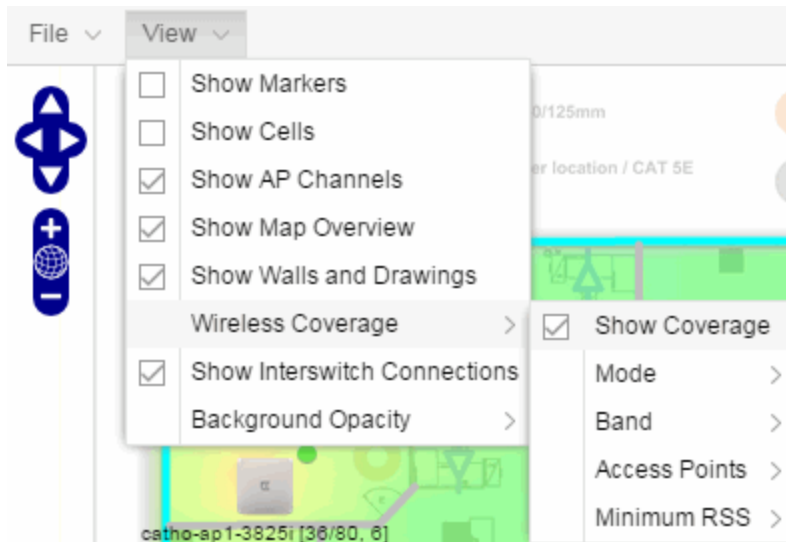 File
View
Show Markers
Show Cells
Show AP Channels
Show Map Overview
Show Walls and Drawings
Wireless Coverage
Show Interswitch Connections
Background Opacity
0/125mm
er location / CAT 5E
Show Coverage
Mode
Band
Access Points
Minimum RSS
catho-ap1-3825i [36/80, 6]